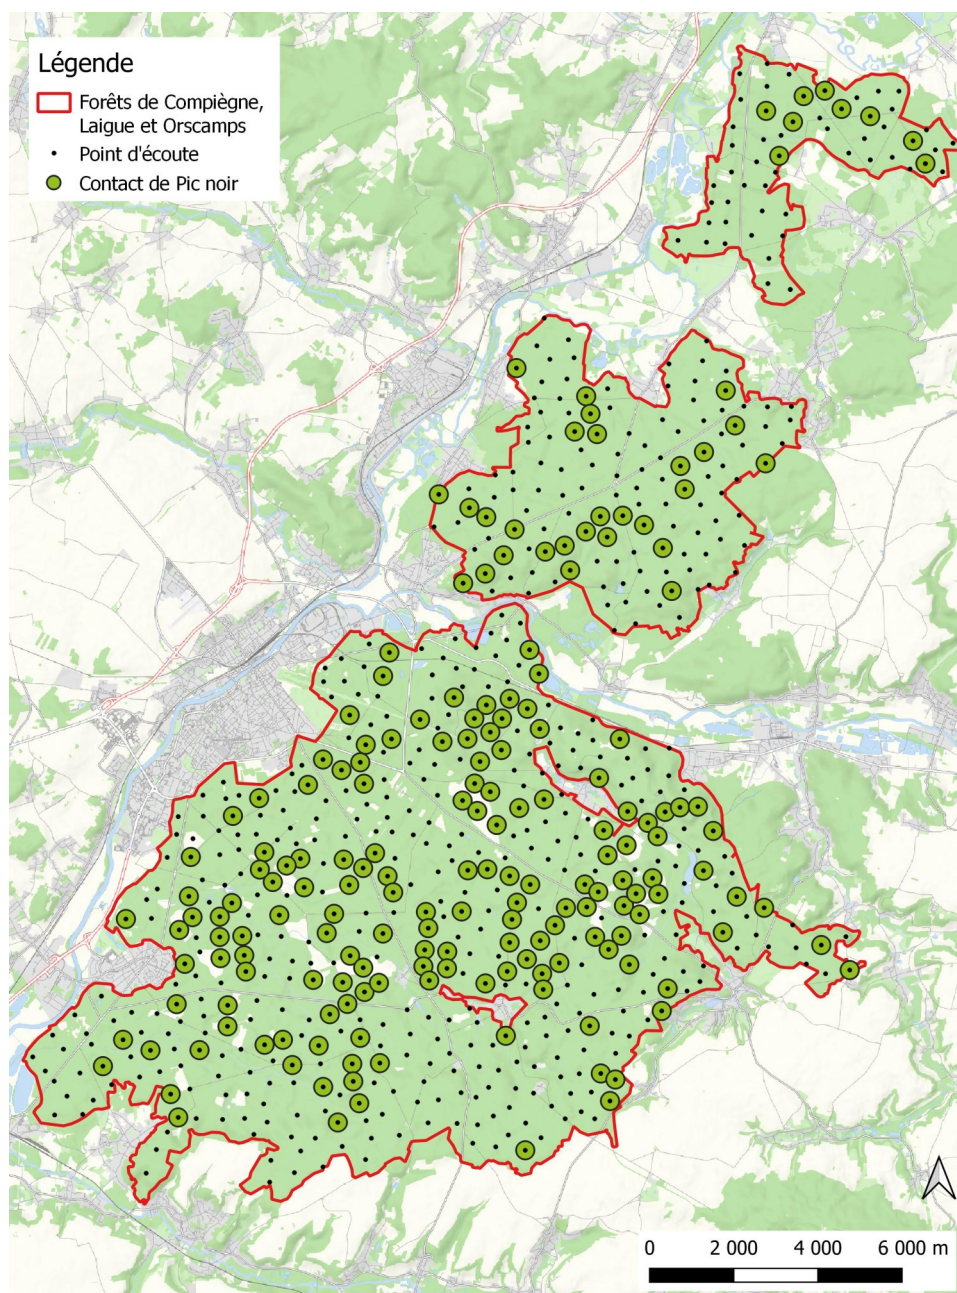 Légende
Forêts de Compiègne,
Laigue et Orscamps
Point d'écoute
Contact de Pic noir
0 2 000 4 000 6 000 m